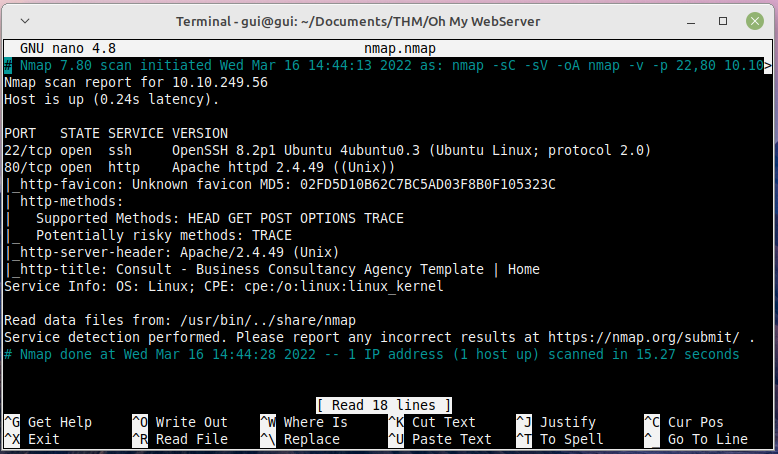 Terminal - gui@gui: ~/Documents/THM/Oh My WebServer
GNU nano 4.8 nmap.nmap
# Nmap 7.80 scan initiated Wed Mar 16 14:44:13 2022 as: nmap -sC -sV -oA nmap -v -p 22,80 10.10>
Nmap scan report for 10.10.249.56
Host is up (0.24s latency).
PORT   STATE SERVICE VERSION
22/tcp open  ssh     OpenSSH 8.2p1 Ubuntu 4ubuntu0.3 (Ubuntu Linux; protocol 2.0)
80/tcp open  http    Apache httpd 2.4.49 ((Unix))
|_http-favicon: Unknown favicon MD5: 02FD5D10B62C7BC5AD03F8B0F105323C
| http-methods:
|   Supported Methods: HEAD GET POST OPTIONS TRACE
|_  Potentially risky methods: TRACE
|_http-server-header: Apache/2.4.49 (Unix)
|_http-title: Consult - Business Consultancy Agency Template | Home
Service Info: OS: Linux; CPE: cpe:/o:linux:linux_kernel
Read data files from: /usr/bin/../share/nmap
Service detection performed. Please report any incorrect results at https://nmap.org/submit/ .
# Nmap done at Wed Mar 16 14:44:28 2022 -- 1 IP address (1 host up) scanned in 15.27 seconds
[ Read 18 lines ]
^G Get Help ^O Write Out ^W Where Is ^K Cut Text ^J Justify ^C Cur Pos
^X Exit ^R Read File ^\ Replace ^U Paste Text ^T To Spell ^_ Go To Line